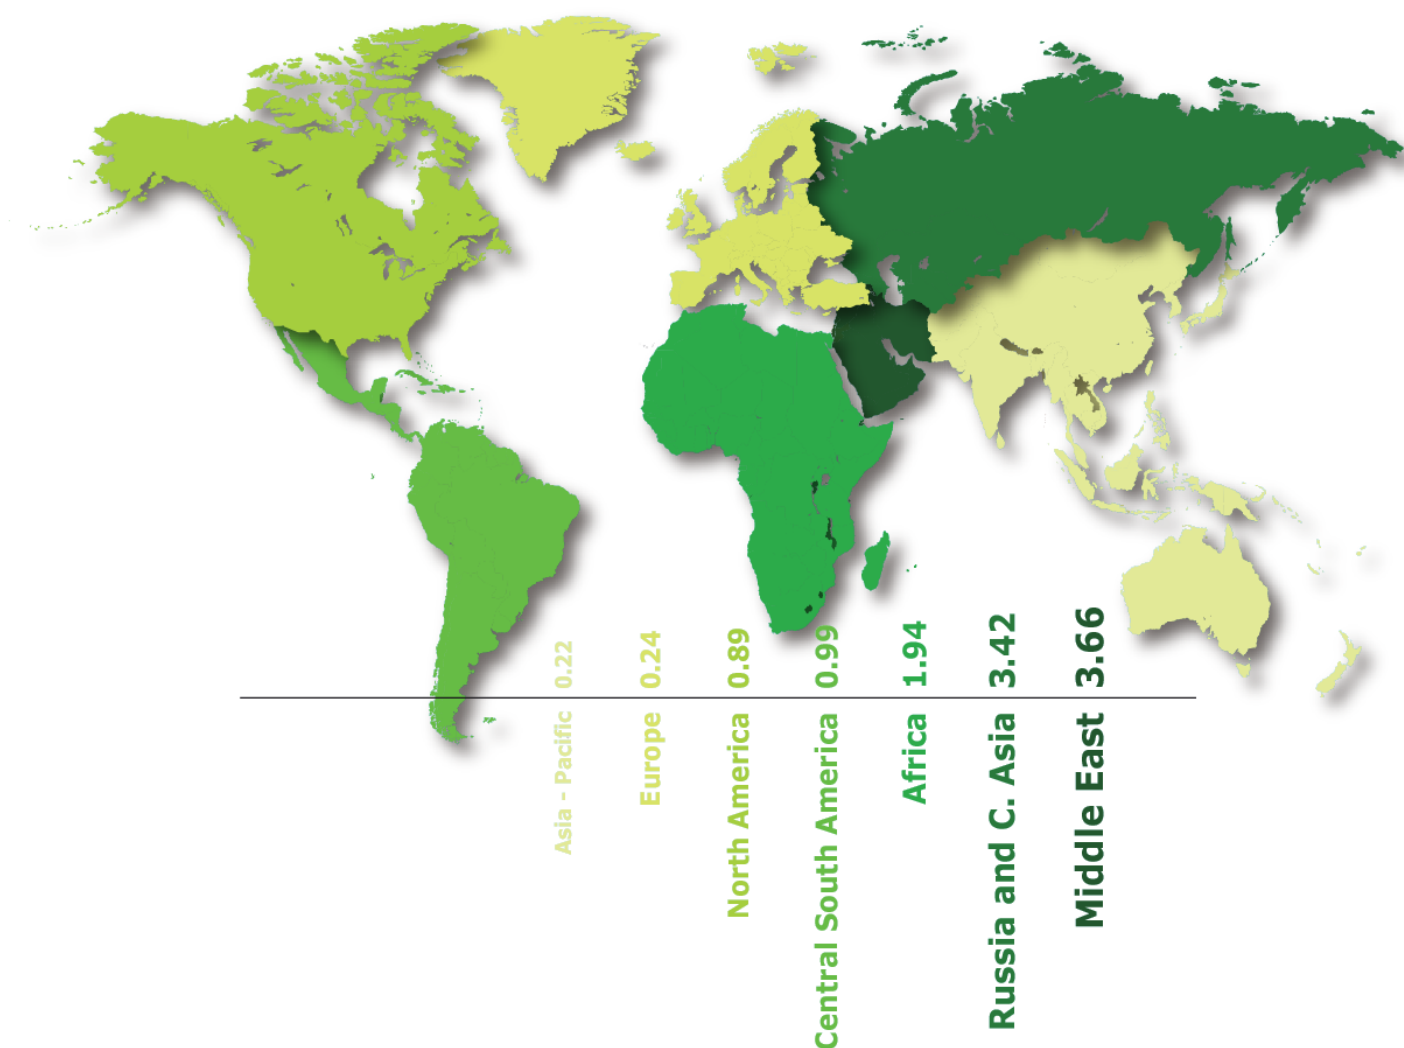 Asia - Pacific 0.22
Europe 0.24
North America 0.89
Central South America 0.99
Africa 1.94
Russia and C. Asia 3.42
Middle East 3.66